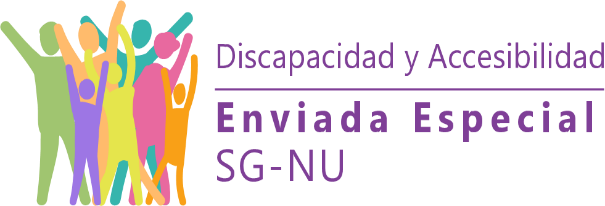 Discapacidad y Accesibilidad
Enviada Especial
SG-NU